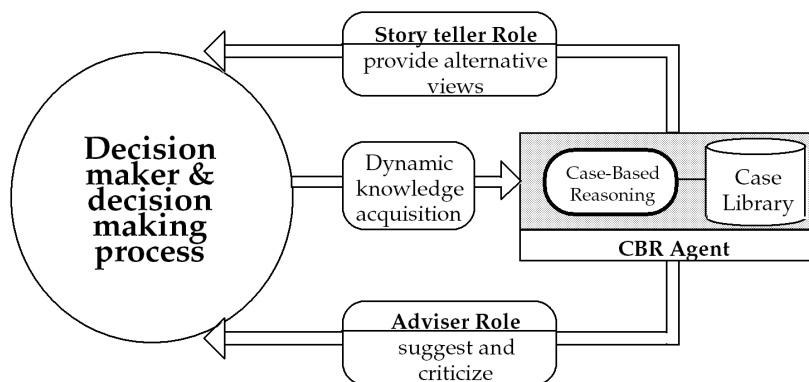 Story teller Role
provide alternative
views
Decision
maker &
decision
making
process
Dynamic
knowledge
acquisition
Case-Based
Reasoning
Case
Library
CBR Agent
Adviser Role
suggest and
criticize